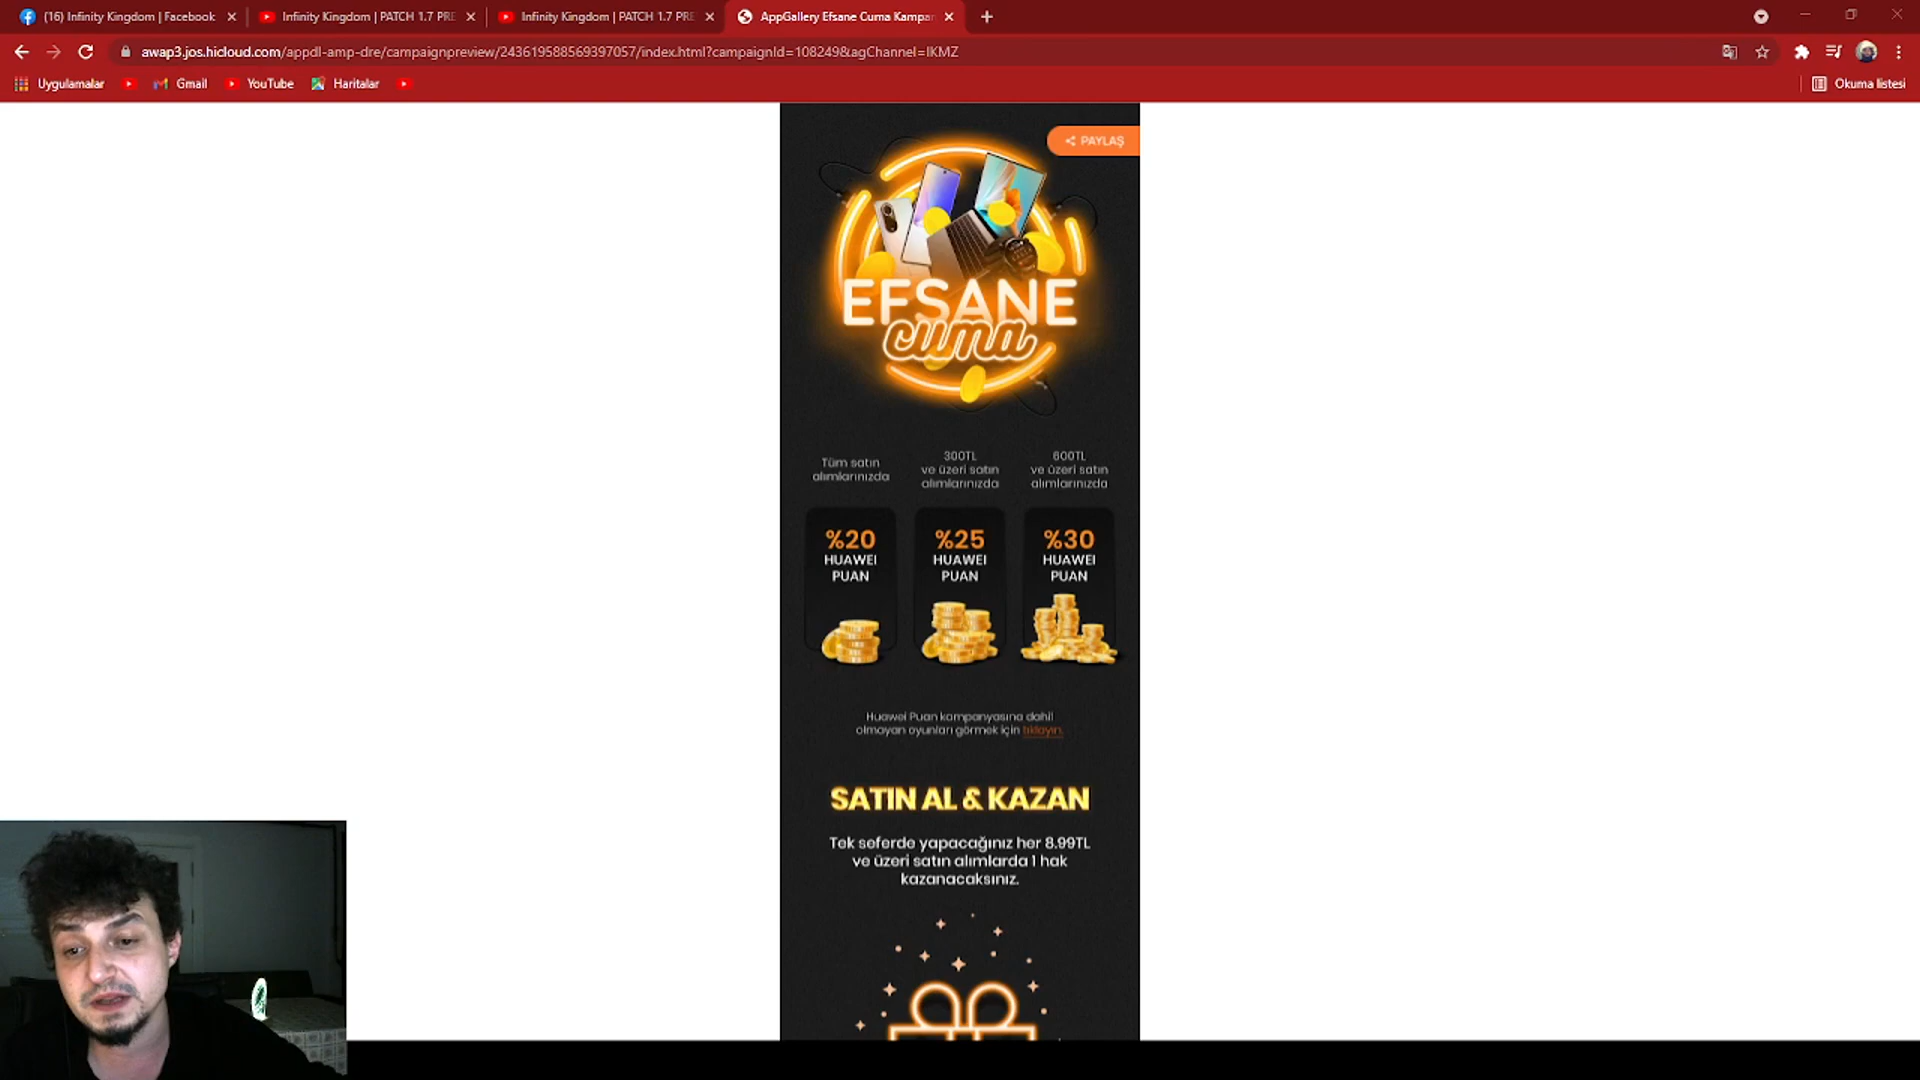 (16) Infinity Kingdom | Facebook
Infinity Kingdom | PATCH 1.7 PRE
Infinity Kingdom | PATCH 1.7 PRE
AppGallery Efsane Cuma Kampan
awap3.jos.hicloud.com/appdl-amp-dre/campaignpreview/243619588569397057/index.html?campaignId=108249&agChannel=IKMZ
Uygulamalar
Gmail
YouTube
Haritalar
Okuma listesi
PAYLAŞ
EFSANE
cuma
Tüm satın
alımlarınızda
300TL
ve üzeri satın
alımlarınızda
600TL
ve üzeri satın
alımlarınızda
%20
HUAWEI
PUAN
%25
HUAWEI
PUAN
%30
HUAWEI
PUAN
Huawei Puan kampanyasına dahil
olmayan oyunları görmek için tıklayın.
SATIN AL & KAZAN
Tek seferde yapacağınız her 8.99TL
ve üzeri satın alımlarda 1 hak
kazanacaksınız.